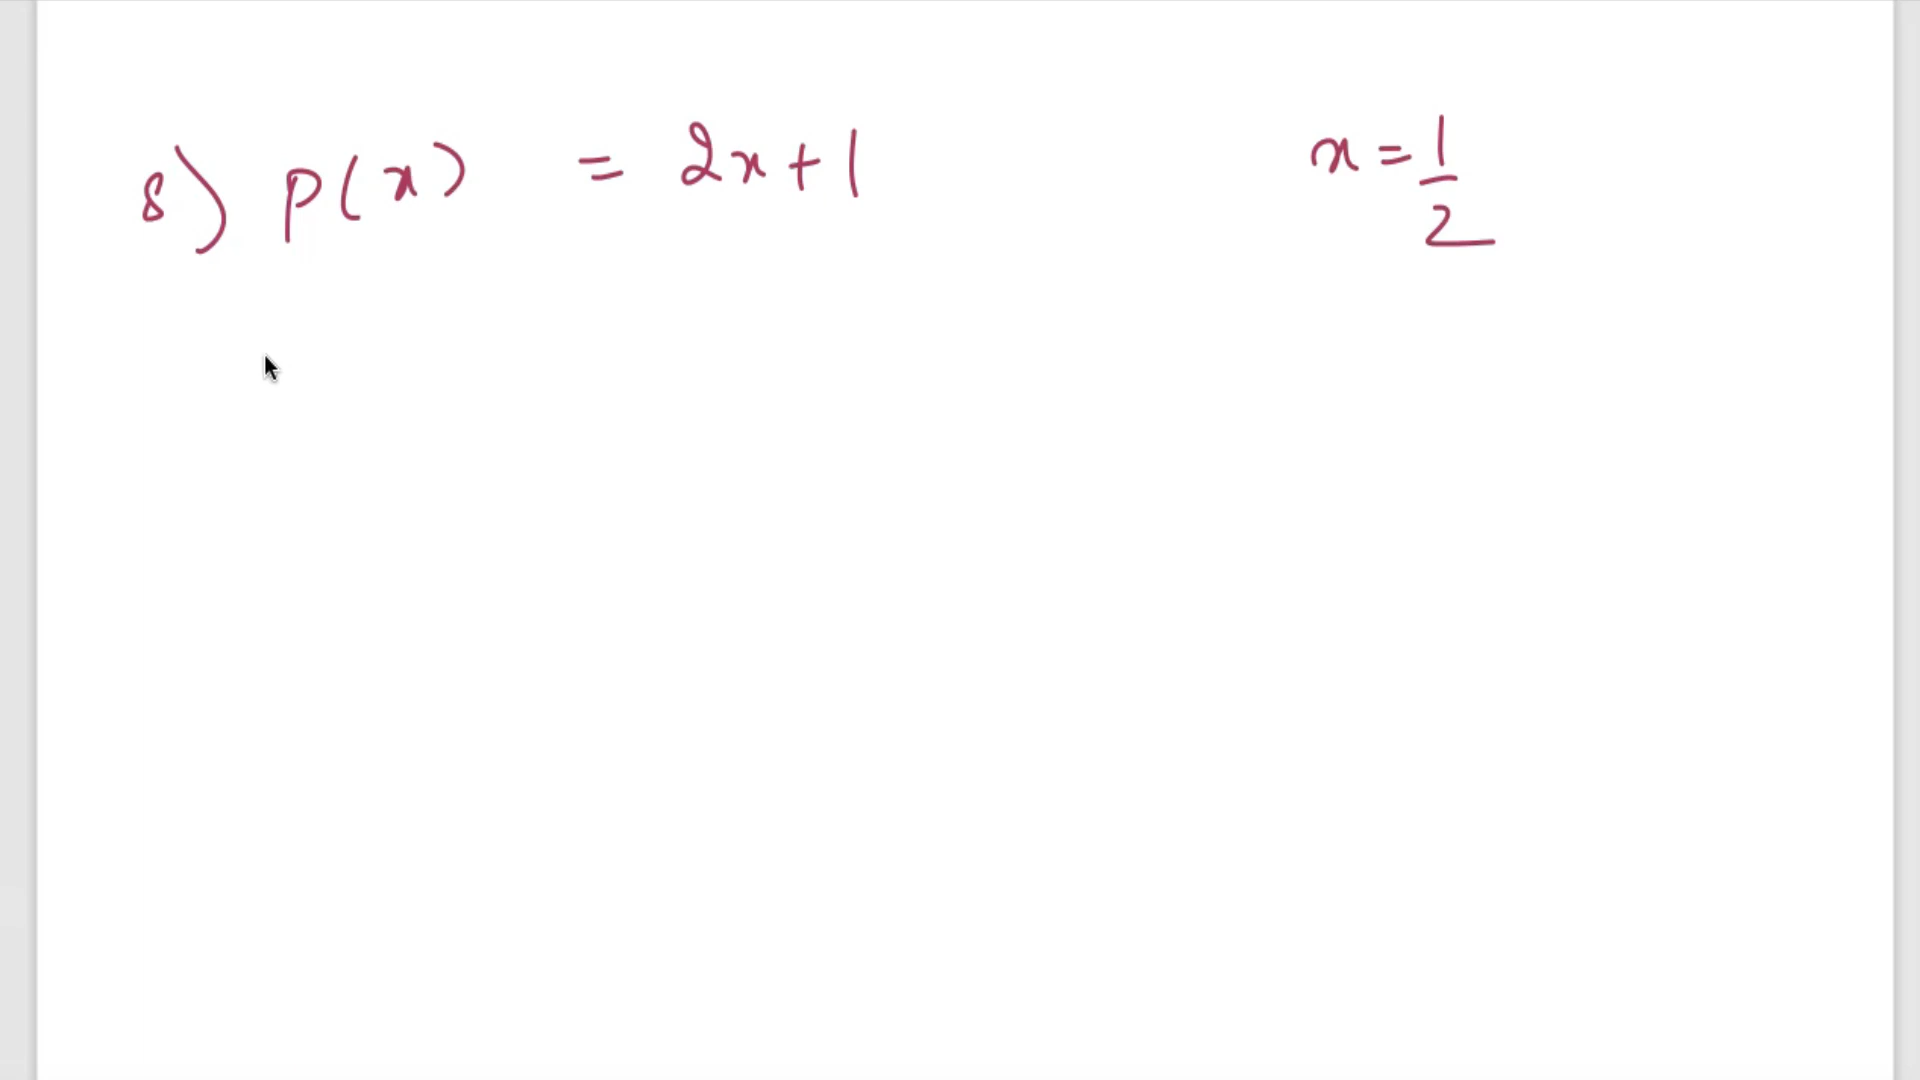 8) p(x) = 2x+1 x = 1/2